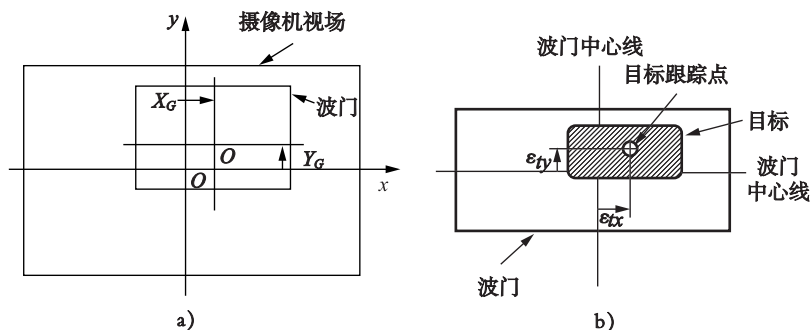 y
摄像机视场
X_G
波门
O
Y_G
O
x
a）
波门中心线
目标跟踪点
目标
ε_ty
波门
中心线
ε_tx
波门
b）